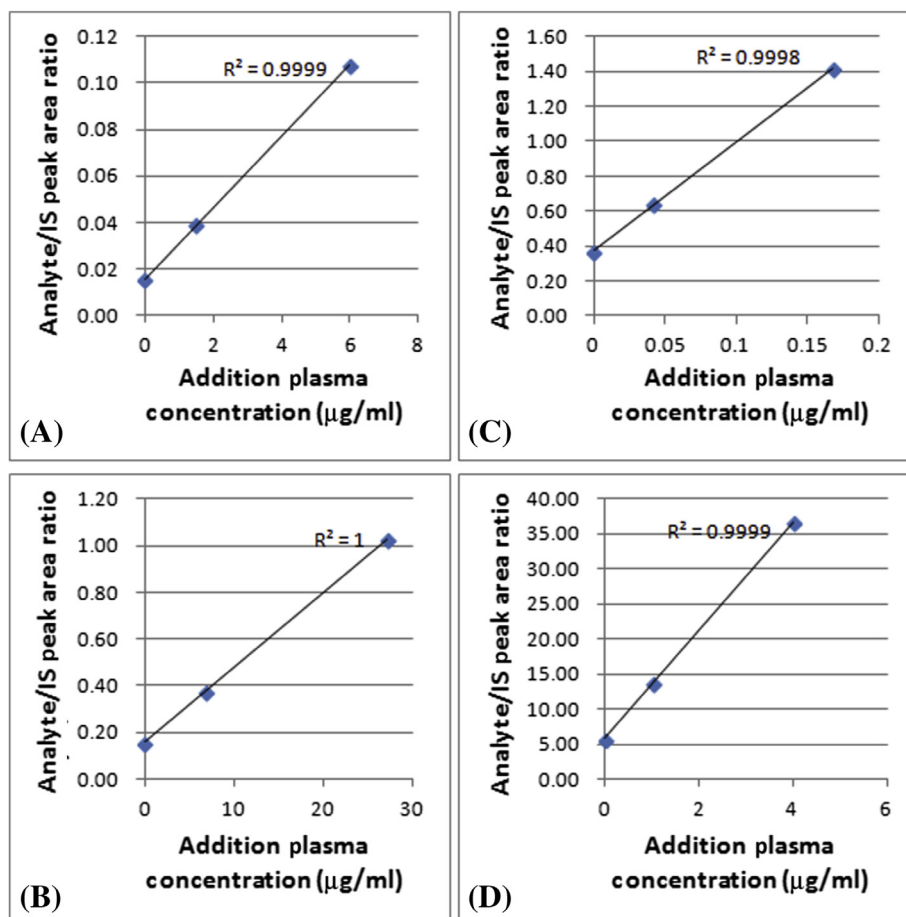 Analyte/IS peak area ratio
0.12
0.10
0.08
0.06
0.04
0.02
0.00
R² = 0.9999
0 2 4 6 8
Addition plasma
concentration (µg/ml)
(A)
Analyte/IS peak area ratio
1.60
1.40
1.20
1.00
0.80
0.60
0.40
0.20
0.00
R² = 0.9998
0 0.05 0.1 0.15 0.2
Addition plasma
concentration (µg/ml)
(C)
Analyte/IS peak area ratio
1.20
1.00
0.80
0.60
0.40
0.20
0.00
R² = 1
0 10 20 30
Addition plasma
concentration (µg/ml)
(B)
Analyte/IS peak area ratio
40.00
35.00
30.00
25.00
20.00
15.00
10.00
5.00
0.00
R² = 0.9999
0 2 4 6
Addition plasma
concentration (µg/ml)
(D)